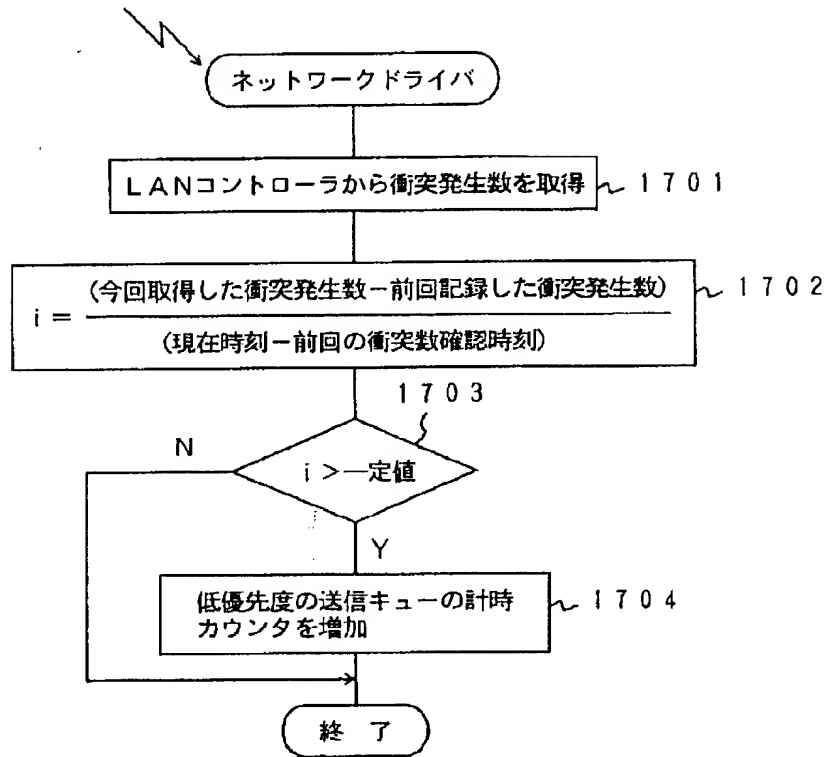 ネットワークドライバ
LANコントローラから衝突発生数を取得
1701
(今回取得した衝突発生数－前回記録した衝突発生数)
i＝
(現在時刻－前回の衝突数確認時刻)
1702
1703
N
i＞一定値
Y
低優先度の送信キューの計時
カウンタを増加
1704
終 了